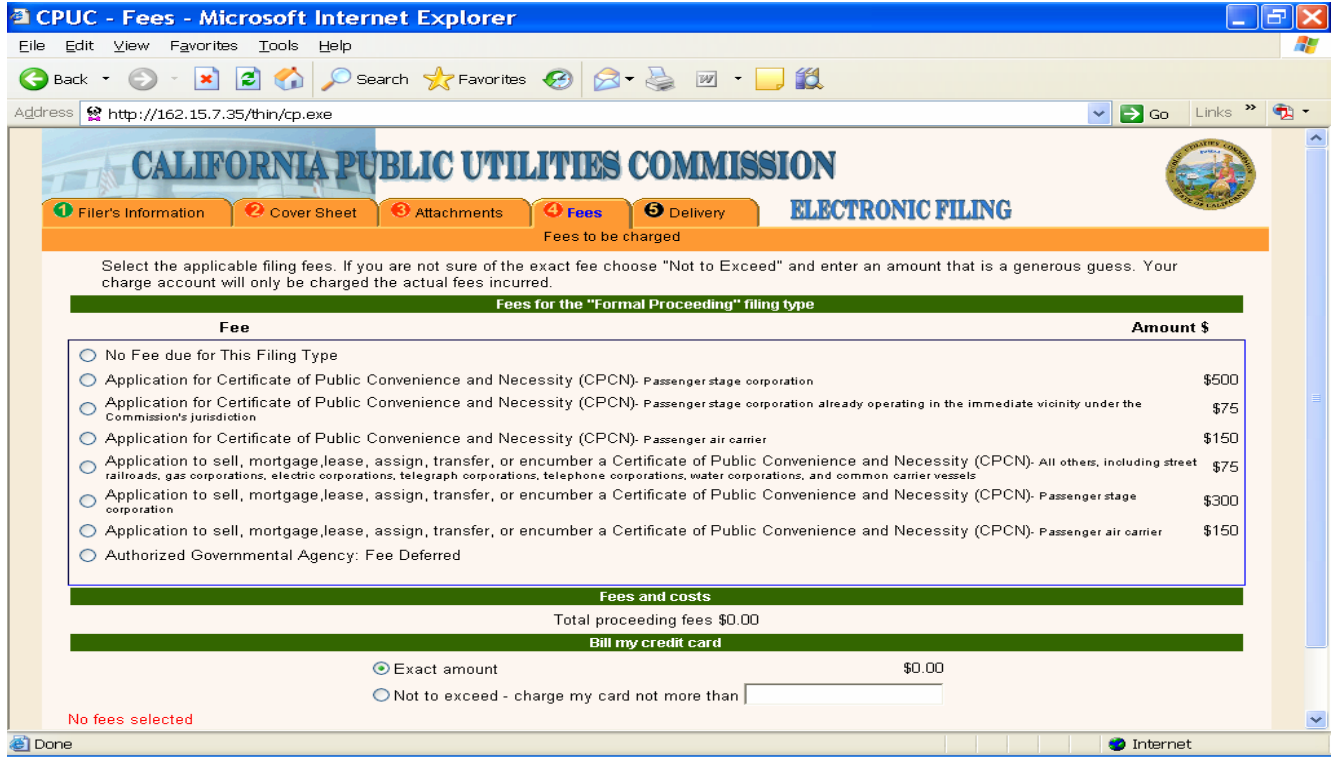 CPUC - Fees - Microsoft Internet Explorer
File Edit View Favorites Tools Help
Back Search Favorites
Address http://162.15.7.35/thin/cp.exe Go Links »
CALIFORNIA PUBLIC UTILITIES COMMISSION
1 Filer's Information 2 Cover Sheet 3 Attachments 4 Fees 5 Delivery ELECTRONIC FILING
Fees to be charged
Select the applicable filing fees. If you are not sure of the exact fee choose "Not to Exceed" and enter an amount that is a generous guess. Your
charge account will only be charged the actual fees incurred.
Fees for the "Formal Proceeding" filing type
Fee Amount $
No Fee due for This Filing Type
Application for Certificate of Public Convenience and Necessity (CPCN)- Passenger stage corporation $500
Application for Certificate of Public Convenience and Necessity (CPCN)- Passenger stage corporation already operating in the immediate vicinity under the
Commission's jurisdiction $75
Application for Certificate of Public Convenience and Necessity (CPCN)- Passenger air carrier $150
Application to sell, mortgage,lease, assign, transfer, or encumber a Certificate of Public Convenience and Necessity (CPCN)- All others, including street
railroads, gas corporations, electric corporations, telegraph corporations, telephone corporations, water corporations, and common carrier vessels $75
Application to sell, mortgage,lease, assign, transfer, or encumber a Certificate of Public Convenience and Necessity (CPCN)- Passenger stage
corporation $300
Application to sell, mortgage,lease, assign, transfer, or encumber a Certificate of Public Convenience and Necessity (CPCN)- Passenger air carrier $150
Authorized Governmental Agency: Fee Deferred
Fees and costs
Total proceeding fees $0.00
Bill my credit card
Exact amount $0.00
Not to exceed - charge my card not more than
No fees selected
Done Internet